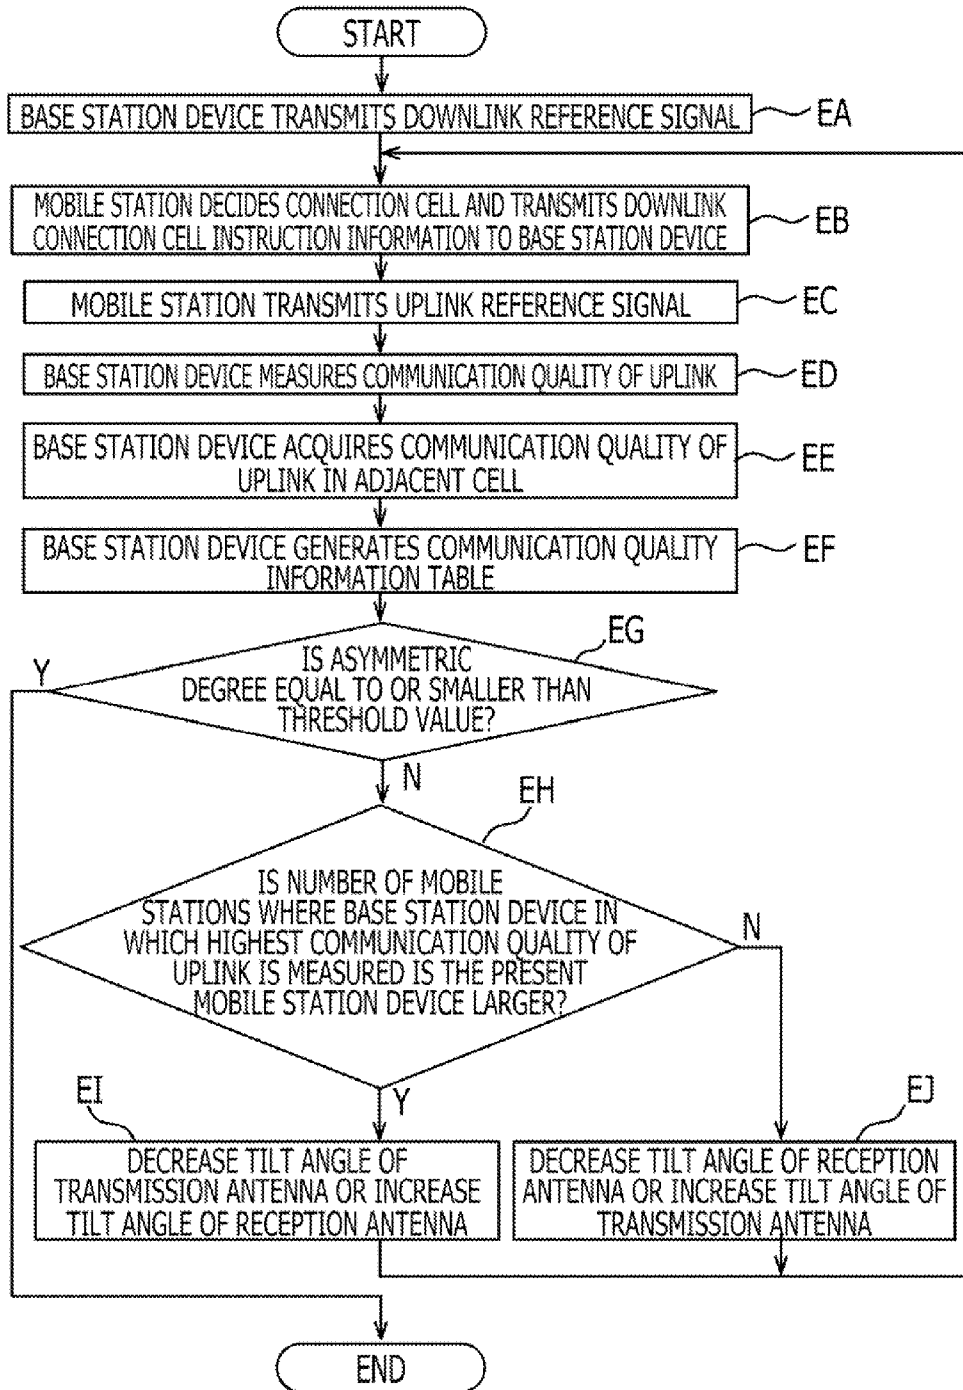 START
BASE STATION DEVICE TRANSMITS DOWNLINK REFERENCE SIGNAL
EA
MOBILE STATION DECIDES CONNECTION CELL AND TRANSMITS DOWNLINK
CONNECTION CELL INSTRUCTION INFORMATION TO BASE STATION DEVICE
EB
MOBILE STATION TRANSMITS UPLINK REFERENCE SIGNAL
EC
BASE STATION DEVICE MEASURES COMMUNICATION QUALITY OF UPLINK
ED
BASE STATION DEVICE ACQUIRES COMMUNICATION QUALITY OF
UPLINK IN ADJACENT CELL
EE
BASE STATION DEVICE GENERATES COMMUNICATION QUALITY
INFORMATION TABLE
EF
EG
IS ASYMMETRIC
DEGREE EQUAL TO OR SMALLER THAN
THRESHOLD VALUE?
Y
N
EH
IS NUMBER OF MOBILE
STATIONS WHERE BASE STATION DEVICE IN
WHICH HIGHEST COMMUNICATION QUALITY OF
UPLINK IS MEASURED IS THE PRESENT
MOBILE STATION DEVICE LARGER?
N
Y
EI
DECREASE TILT ANGLE OF
TRANSMISSION ANTENNA OR INCREASE
TILT ANGLE OF RECEPTION ANTENNA
EJ
DECREASE TILT ANGLE OF RECEPTION
ANTENNA OR INCREASE TILT ANGLE OF
TRANSMISSION ANTENNA
END